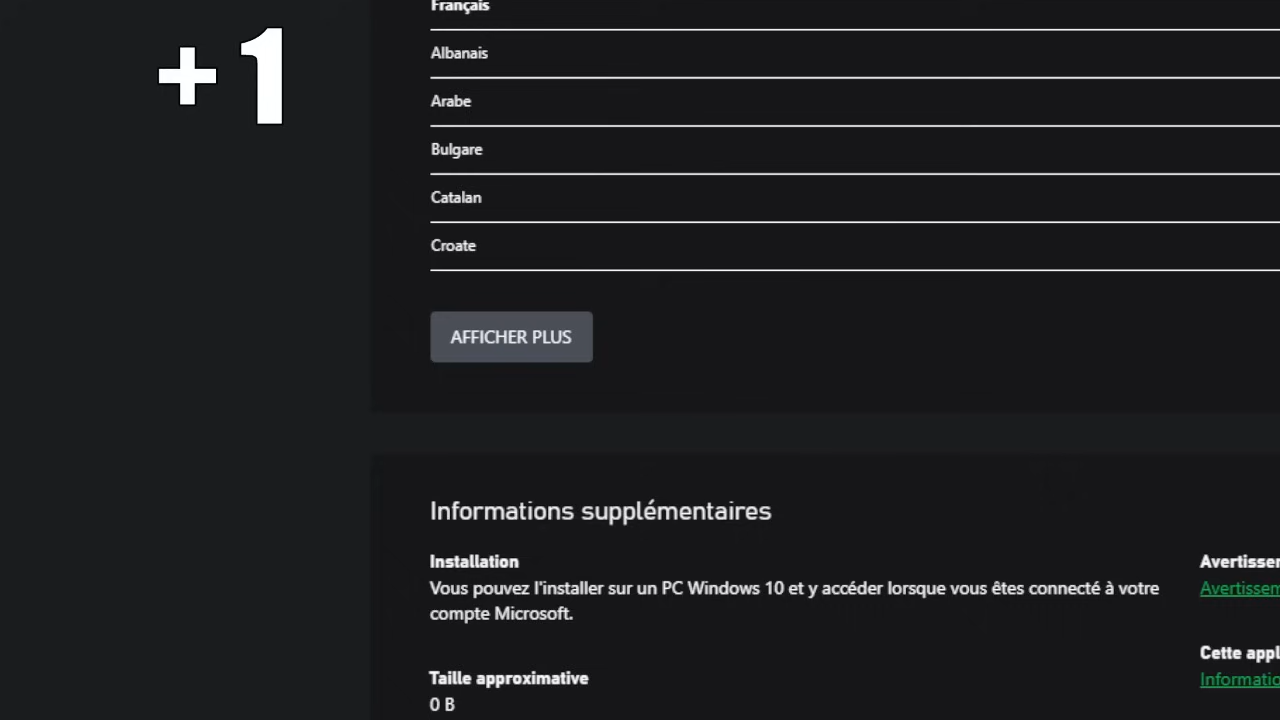 +1
Français
Albanais
Arabe
Bulgare
Catalan
Croate
AFFICHER PLUS
Informations supplémentaires
Installation
Vous pouvez l'installer sur un PC Windows 10 et y accéder lorsque vous êtes connecté à votre
compte Microsoft.
Taille approximative
0 B
Cette